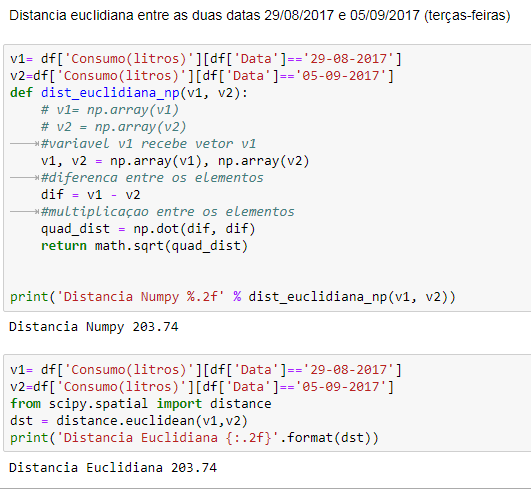 Distancia euclidiana entre as duas datas 29/08/2017 e 05/09/2017 (terças-feiras)
v1= df['Consumo(litros)'][df['Data']=='29-08-2017']
v2=df['Consumo(litros)'][df['Data']=='05-09-2017']
def dist_euclidiana_np(v1, v2):
    # v1= np.array(v1)
    # v2 = np.array(v2)
    #variavel v1 recebe vetor v1
    v1, v2 = np.array(v1), np.array(v2)
    #diferenca entre os elementos
    dif = v1 - v2
    #multiplicaçao entre os elementos
    quad_dist = np.dot(dif, dif)
    return math.sqrt(quad_dist)
print('Distancia Numpy %.2f' % dist_euclidiana_np(v1, v2))
Distancia Numpy 203.74
v1= df['Consumo(litros)'][df['Data']=='29-08-2017']
v2=df['Consumo(litros)'][df['Data']=='05-09-2017']
from scipy.spatial import distance
dst = distance.euclidean(v1,v2)
print('Distancia Euclidiana {:.2f}'.format(dst))
Distancia Euclidiana 203.74